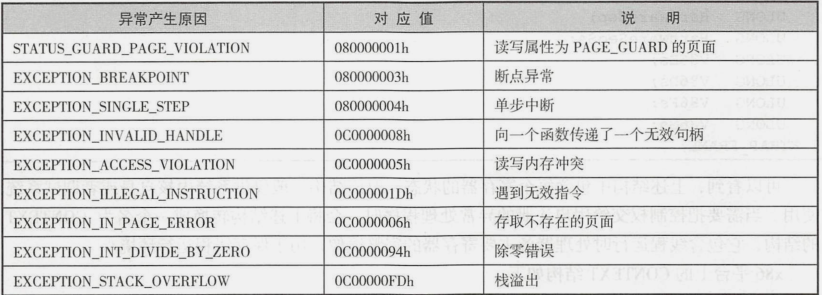 异常产生原因 对应值 说明
STATUS_GUARD_PAGE_VIOLATION 080000001h 读写属性为 PAGE_GUARD 的页面
EXCEPTION_BREAKPOINT 080000003h 断点异常
EXCEPTION_SINGLE_STEP 080000004h 单步中断
EXCEPTION_INVALID_HANDLE 0C0000008h 向一个函数传递了一个无效句柄
EXCEPTION_ACCESS_VIOLATION 0C0000005h 读写内存冲突
EXCEPTION_ILLEGAL_INSTRUCTION 0C000001Dh 遇到无效指令
EXCEPTION_IN_PAGE_ERROR 0C0000006h 存取不存在的页面
EXCEPTION_INT_DIVIDE_BY_ZERO 0C0000094h 除零错误
EXCEPTION_STACK_OVERFLOW 0C00000FDh 栈溢出